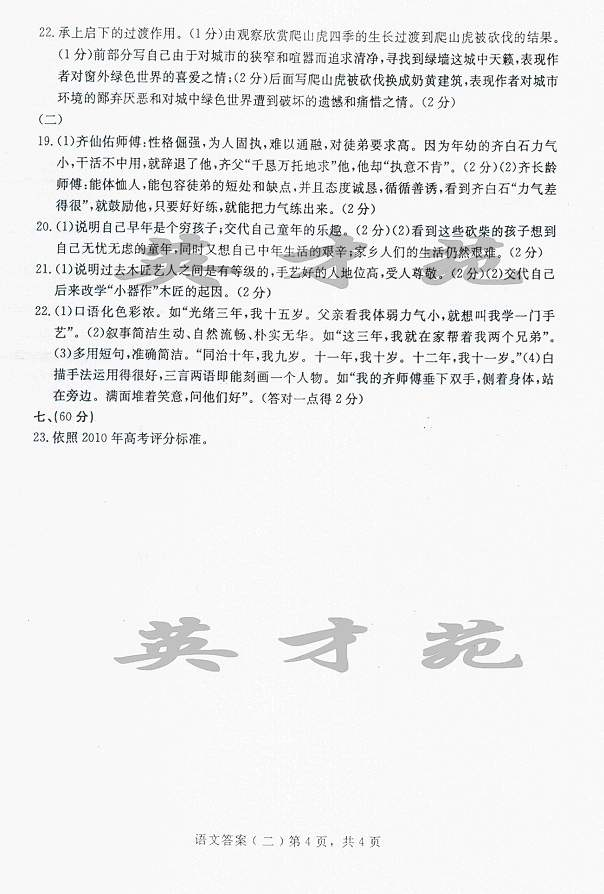 22. 承上启下的过渡作用。(1分)由观察欣赏爬山虎四季的生长过渡到爬山虎被砍伐的结果。
(1分)前部分写自己由于对城市的狭窄和喧嚣而追求清净,寻找到绿墙这城中天籁,表现作
者对窗外绿色世界的喜爱之情;(2分)后面写爬山虎被砍伐换成奶黄建筑,表现作者对城市
环境的鄙弃厌恶和对城中绿色世界遭到破坏的遗憾和痛惜之情。(2分)
(二)
19. (1)齐仙佑师傅:性格倔强,为人固执,难以通融,对徒弟要求高。因为年幼的齐白石力气
小,干活不中用,就辞退了他,齐父“千恳万托地求”他,他却“执意不肯”。(2分)(2)齐长龄
师傅:能体恤人,能包容徒弟的短处和缺点,并且态度诚恳,循循善诱,看到齐白石“力气差
得很”,就鼓励他,只要好好练,就能把力气练出来。(2分)
20. (1)说明自己早年是个穷孩子;交代自己童年的乐趣。(2分)(2)看到这些砍柴的孩子想到
自己无忧无虑的童年,同时又想自己中年生活的艰辛;家乡人们的生活仍然艰难。(2分)
21. (1)说明过去木匠艺人之间是有等级的,手艺好的人地位高,受人尊敬。(2分)(2)交代自己
后来改学“小器作”木匠的起因。(2分)
22. (1)口语化色彩浓。如“光绪三年,我十五岁。父亲看我体弱力气小,就想叫我学一门手
艺”。(2)叙事简洁生动、自然流畅、朴实无华。如“这三年,我就在家帮着我两个兄弟”。
(3)多用短句,准确简洁。“同治十年,我九岁。十一年,我十岁。十二年,我十一岁。”(4)白
描手法运用得很好,三言两语即能刻画一个人物。如“我的齐师傅垂下双手,侧着身体,站
在旁边。满面堆着笑意,问他们好”。(答对一点得2分)
七、(60分)
23. 依照2010年高考评分标准。
英才苑
英才苑
语文答案(二)第4页,共4页